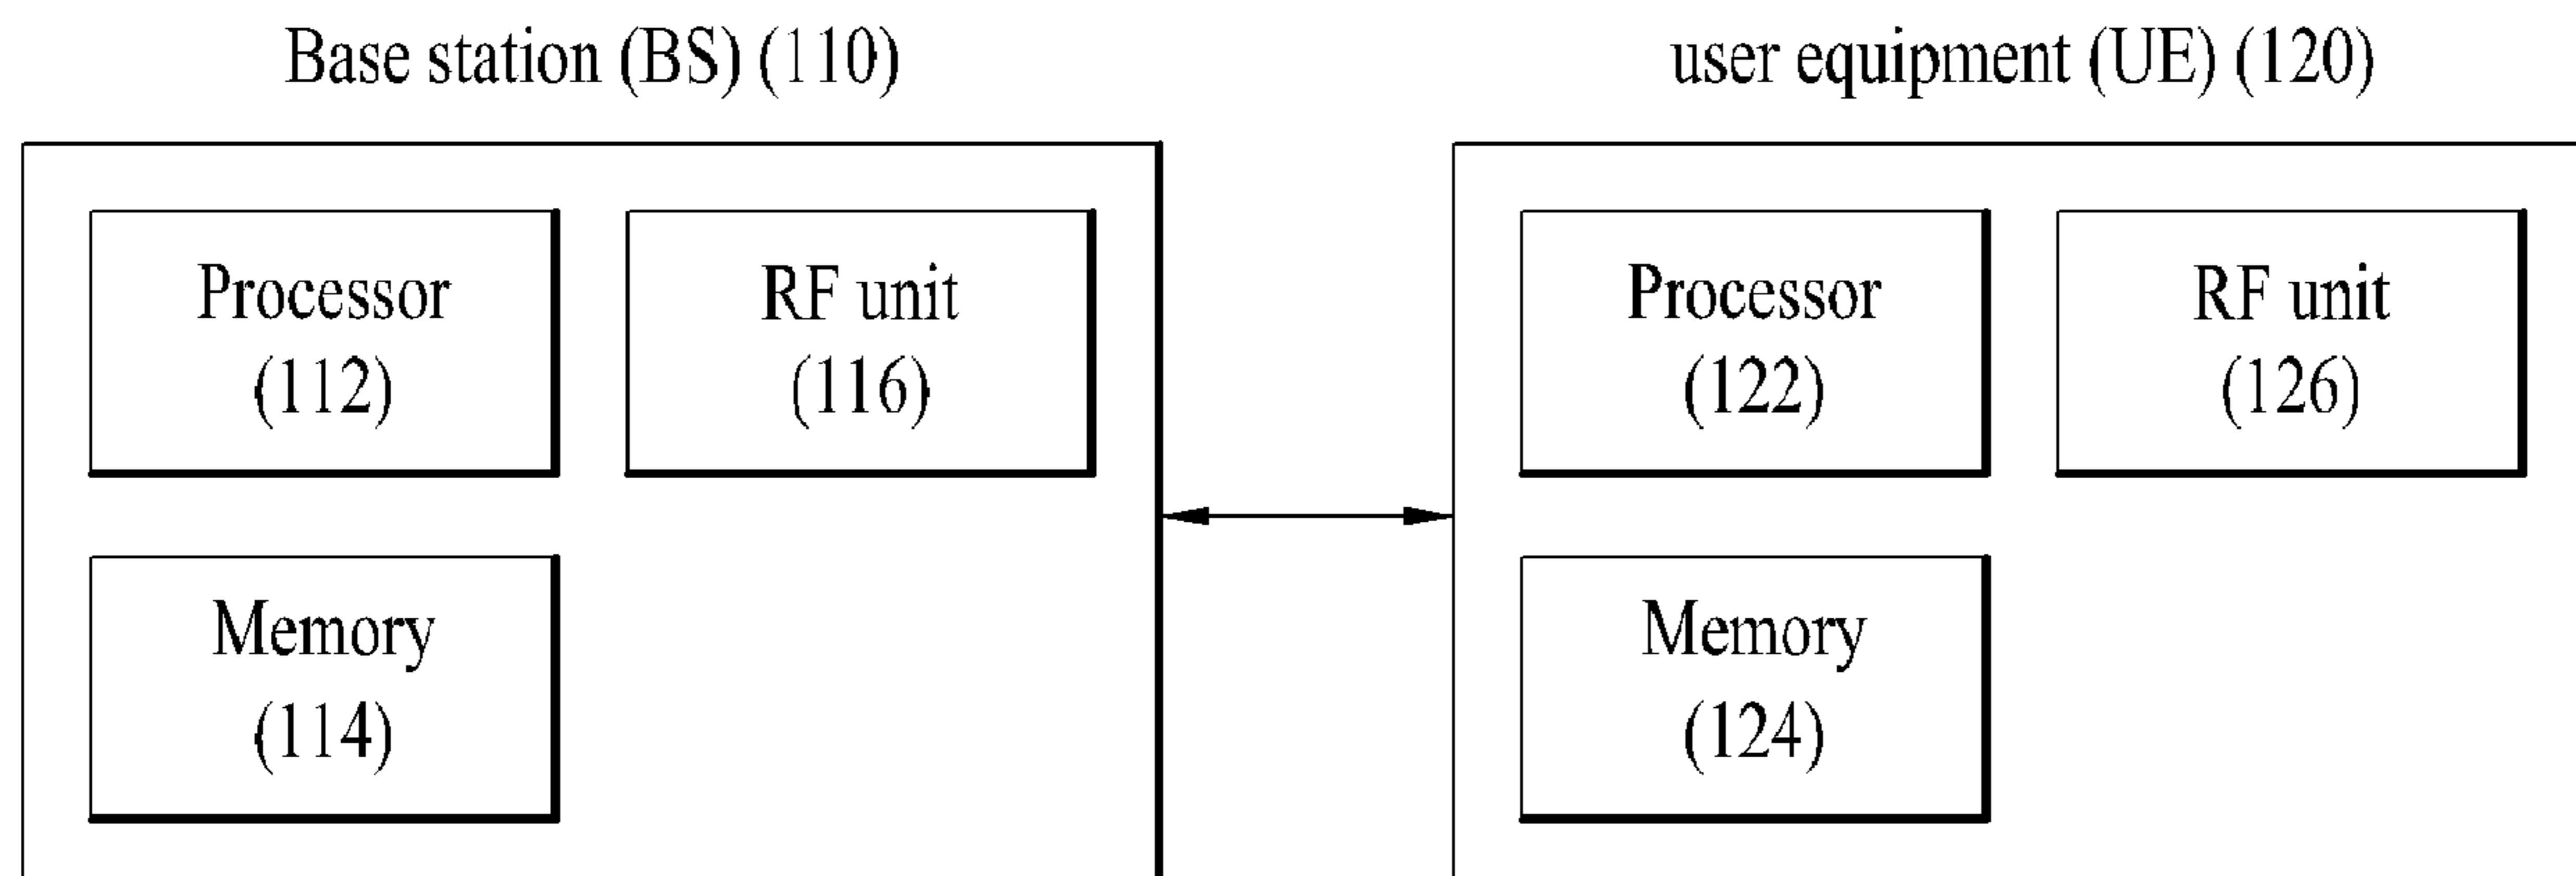 Base station (BS) (110)
Processor
(112)
RF unit
(116)
Memory
(114)
user equipment (UE) (120)
Processor
(122)
RF unit
(126)
Memory
(124)